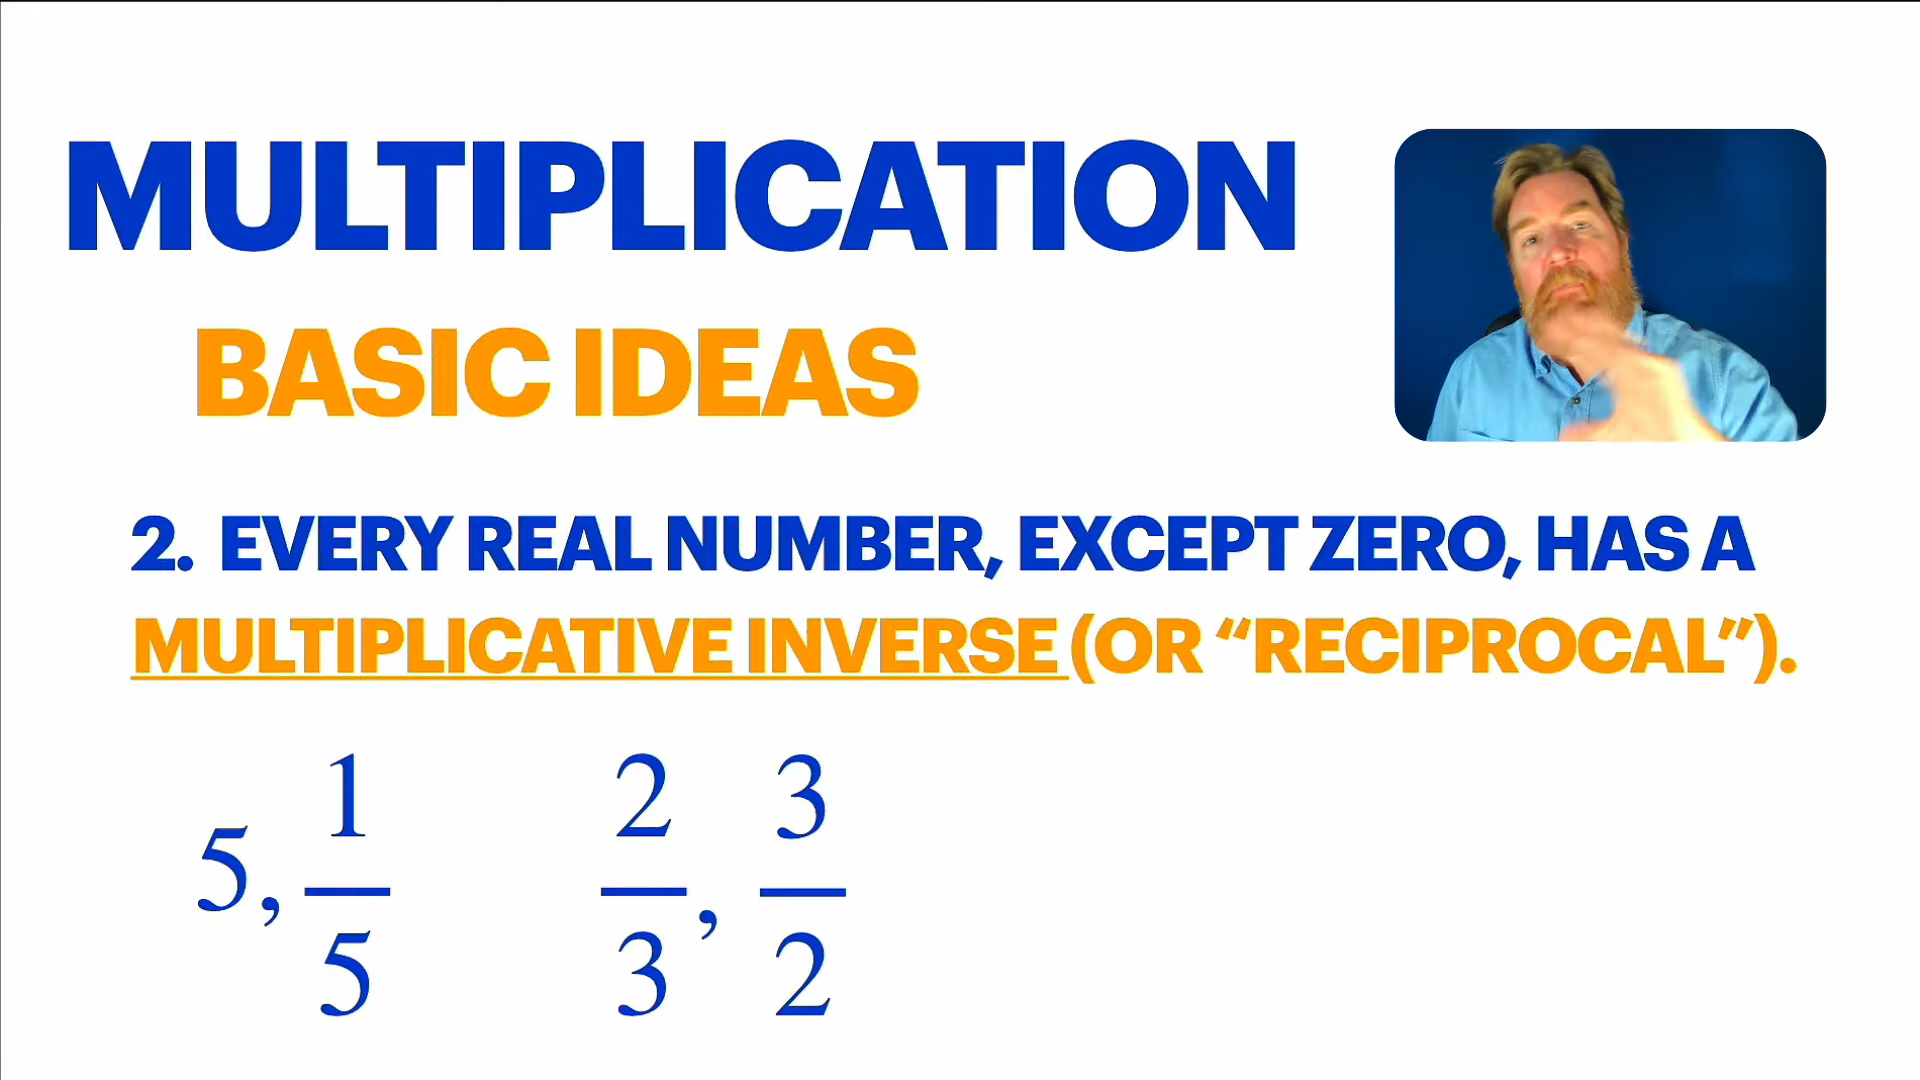 MULTIPLICATION
BASIC IDEAS
2. EVERY REAL NUMBER, EXCEPT ZERO, HAS A
MULTIPLICATIVE INVERSE (OR “RECIPROCAL”).
5, 1/5 2/3, 3/2